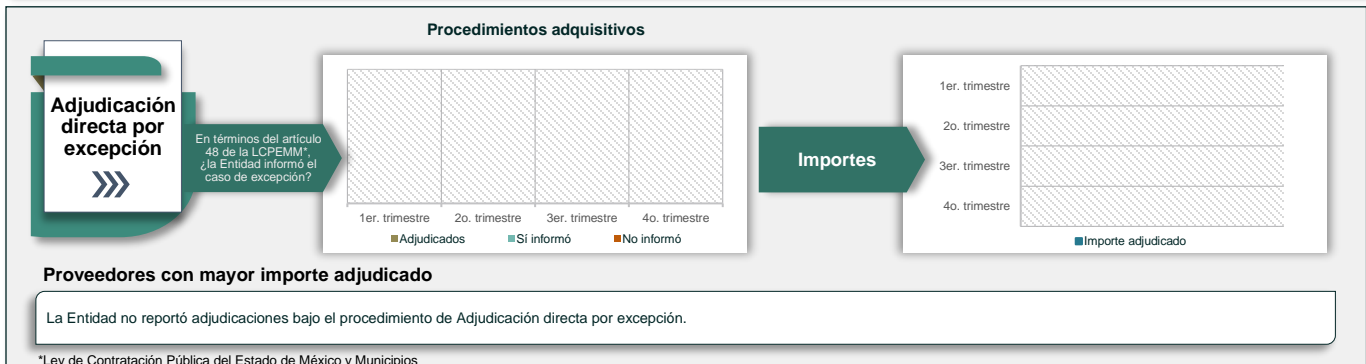 Procedimientos adquisitivos
Adjudicación
directa por
excepción
En términos del artículo
48 de la LCPEMM*,
¿la Entidad informó el
caso de excepción?
1er. trimestre 2o. trimestre 3er. trimestre 4o. trimestre
Adjudicados Sí informó No informó
Importes
1er. trimestre
2o. trimestre
3er. trimestre
4o. trimestre
Importe adjudicado
Proveedores con mayor importe adjudicado
La Entidad no reportó adjudicaciones bajo el procedimiento de Adjudicación directa por excepción.
*Ley de Contratación Pública del Estado de México y Municipios